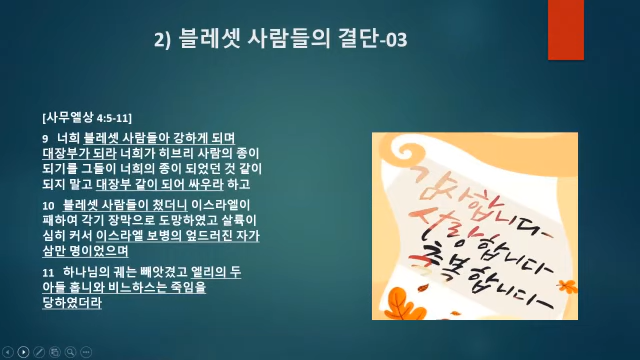 2) 블레셋 사람들의 결단-03
[사무엘상 4:5-11]
9 너희 블레셋 사람들아 강하게 되며
대장부가 되라 너희가 히브리 사람의 종이
되기를 그들이 너희의 종이 되었던 것 같이
되지 말고 대장부 같이 되어 싸우라 하고
10 블레셋 사람들이 쳤더니 이스라엘이
패하여 각기 장막으로 도망하였고 살륙이
심히 커서 이스라엘 보병의 엎드러진 자가
삼만 명이었으며
11 하나님의 궤는 빼앗겼고 엘리의 두
아들 홉니와 비느하스는 죽임을
당하였더라
감사합니다
사랑합니다
축복합니다